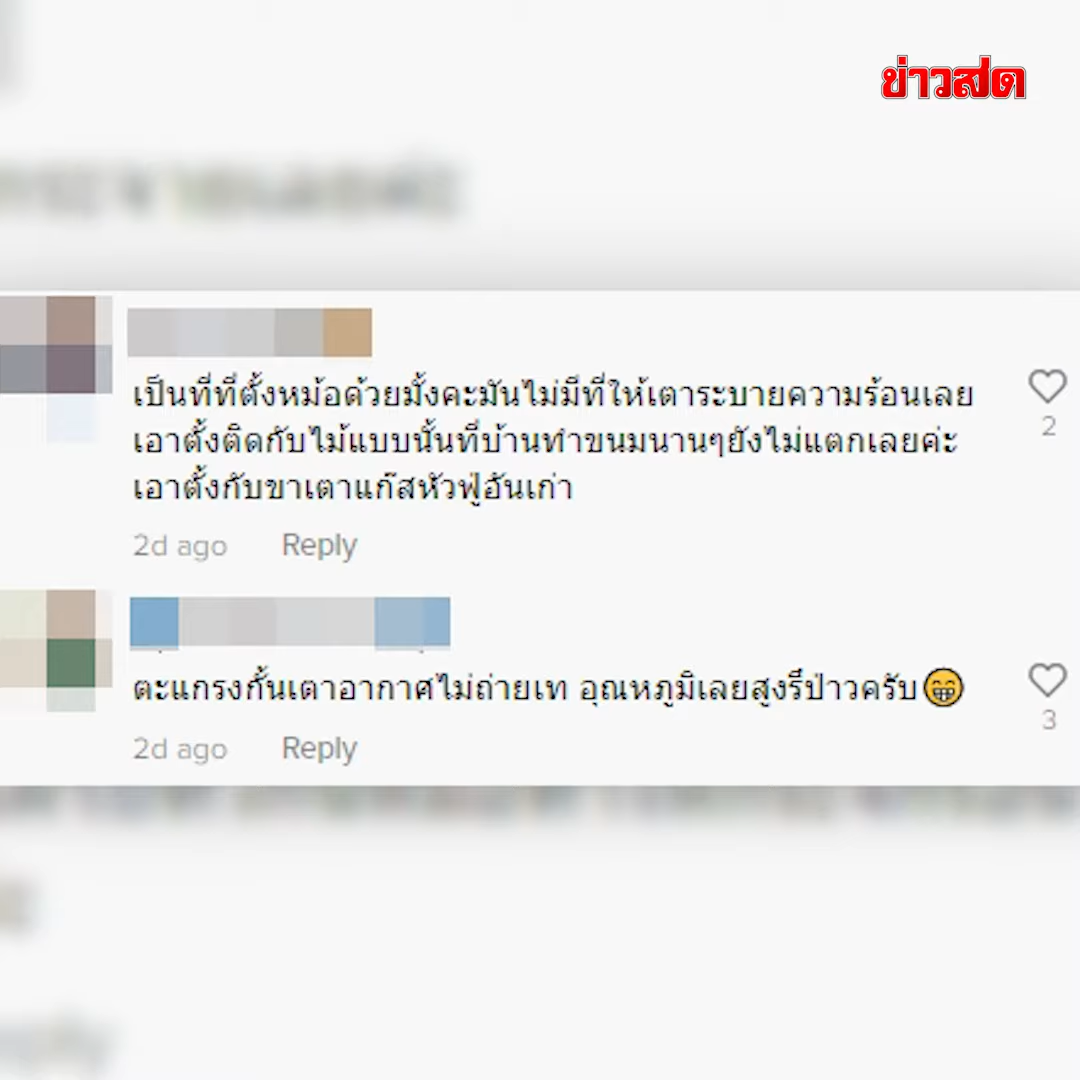 ข่าวสด
เป็นที่ที่ตั้งหม้อด้วยมั้งคะมันไม่มีที่ให้เตาระบายความร้อนเลย
เอาตั้งติดกับไม้แบบนั้นที่บ้านทำขนมนานๆยังไม่แตกเลยค่ะ
เอาตั้งกับขาเตาแก๊สหัวฟู่อันเก่า
2
2d ago Reply
ตะแกรงกั้นเตาอากาศไม่ถ่ายเท อุณหภูมิเลยสูงรึป่าวครับ😁
3
2d ago Reply